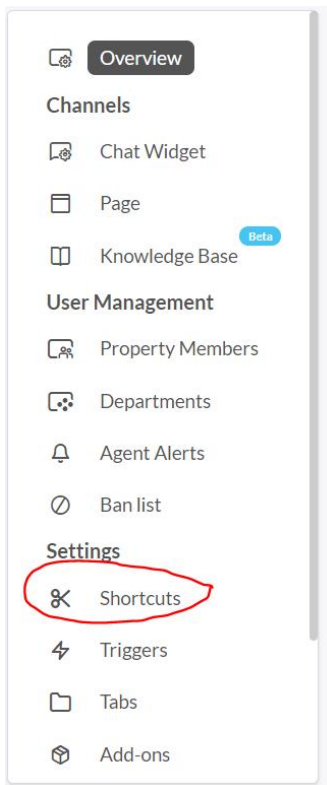 Overview
Channels
Chat Widget
Page
Beta
Knowledge Base
User Management
Property Members
Departments
Agent Alerts
Ban list
Settings
Shortcuts
Triggers
Tabs
Add-ons